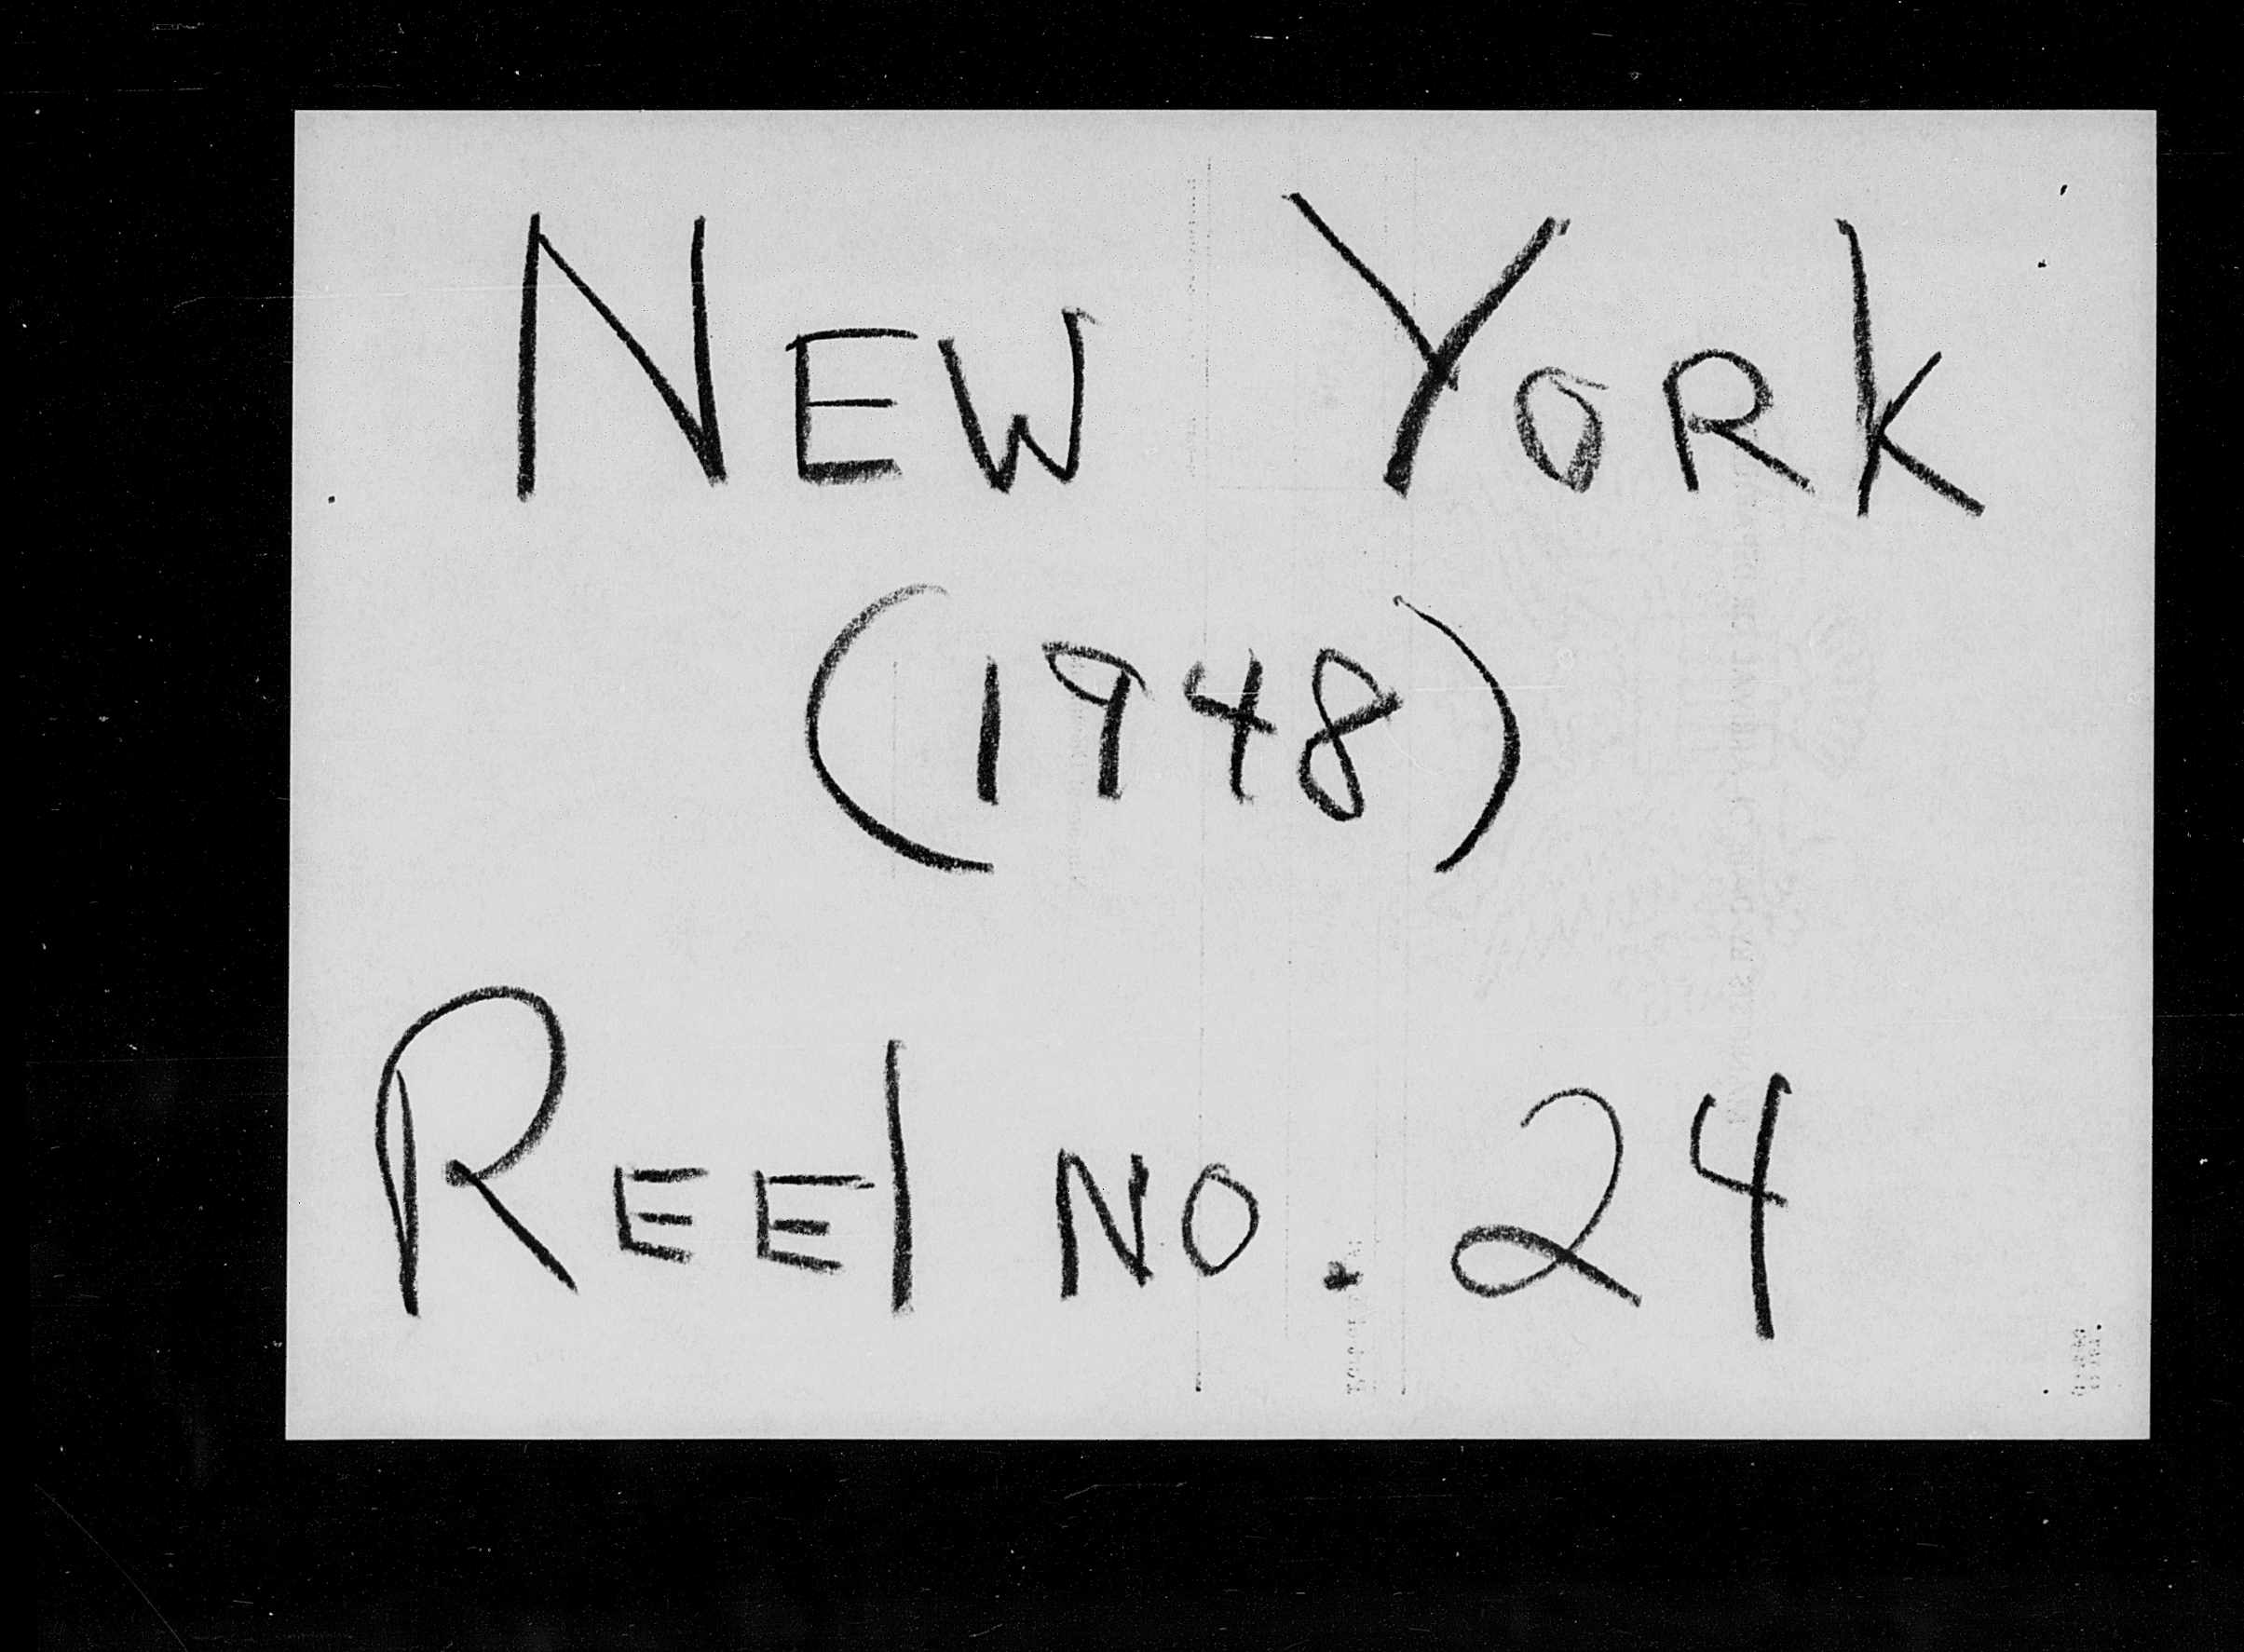 NEW YORK
(1948)
REEl NO. 24